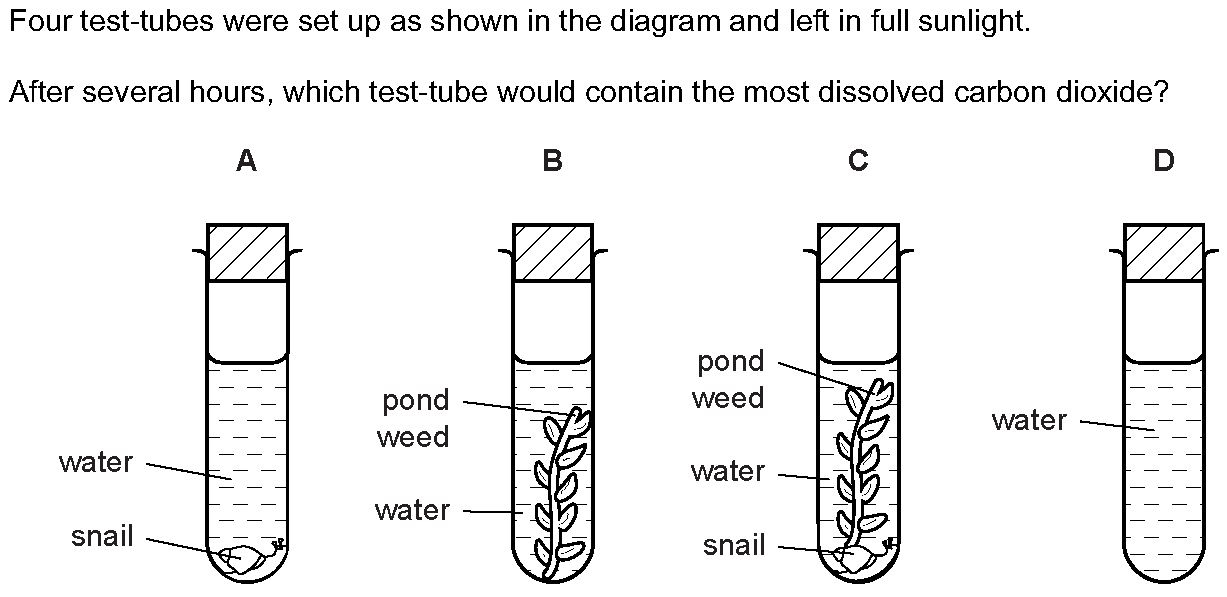 Four test-tubes were set up as shown in the diagram and left in full sunlight.
After several hours, which test-tube would contain the most dissolved carbon dioxide?
A
B
C
D
water
snail
pond
weed
water
pond
weed
water
snail
water